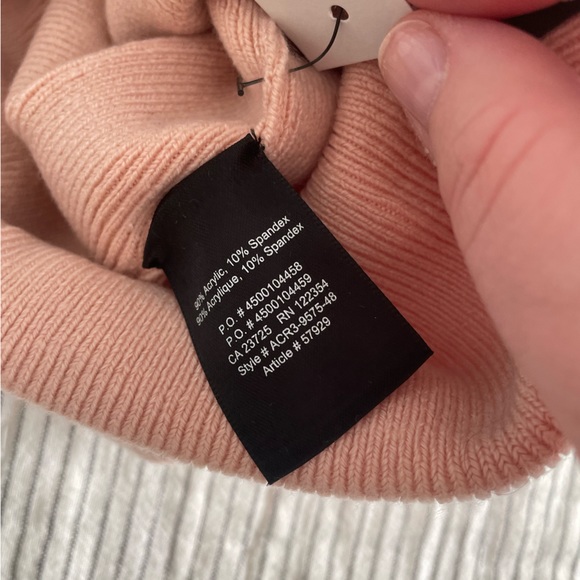 90% Acrylic, 10% Spandex
90% Acrylique, 10% Spandex
P.O. # 4500104458
P.O. # 4500104459
CA 23725 RN 122354
Style # ACR3-9575-48
Article # 57929